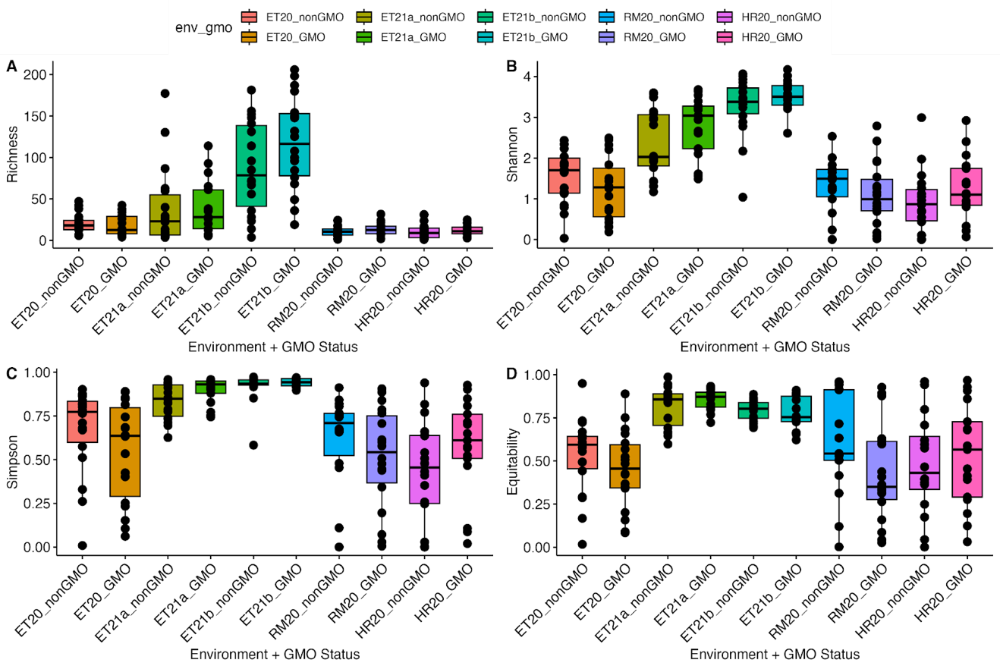 env_gmo
ET20_nonGMO ET21a_nonGMO ET21b_nonGMO RM20_nonGMO HR20_nonGMO
ET20_GMO ET21a_GMO ET21b_GMO RM20_GMO HR20_GMO
A
Richness
200
150
100
50
0
ET20_nonGMO
ET20_GMO
ET21a_nonGMO
ET21a_GMO
ET21b_nonGMO
ET21b_GMO
RM20_nonGMO
RM20_GMO
HR20_nonGMO
HR20_GMO
Environment + GMO Status
B
Shannon
4
3
2
1
0
ET20_nonGMO
ET20_GMO
ET21a_nonGMO
ET21a_GMO
ET21b_nonGMO
ET21b_GMO
RM20_nonGMO
RM20_GMO
HR20_nonGMO
HR20_GMO
Environment + GMO Status
C
Simpson
1.00
0.75
0.50
0.25
0.00
ET20_nonGMO
ET20_GMO
ET21a_nonGMO
ET21a_GMO
ET21b_nonGMO
ET21b_GMO
RM20_nonGMO
RM20_GMO
HR20_nonGMO
HR20_GMO
Environment + GMO Status
D
Equitability
1.00
0.75
0.50
0.25
0.00
ET20_nonGMO
ET20_GMO
ET21a_nonGMO
ET21a_GMO
ET21b_nonGMO
ET21b_GMO
RM20_nonGMO
RM20_GMO
HR20_nonGMO
HR20_GMO
Environment + GMO Status